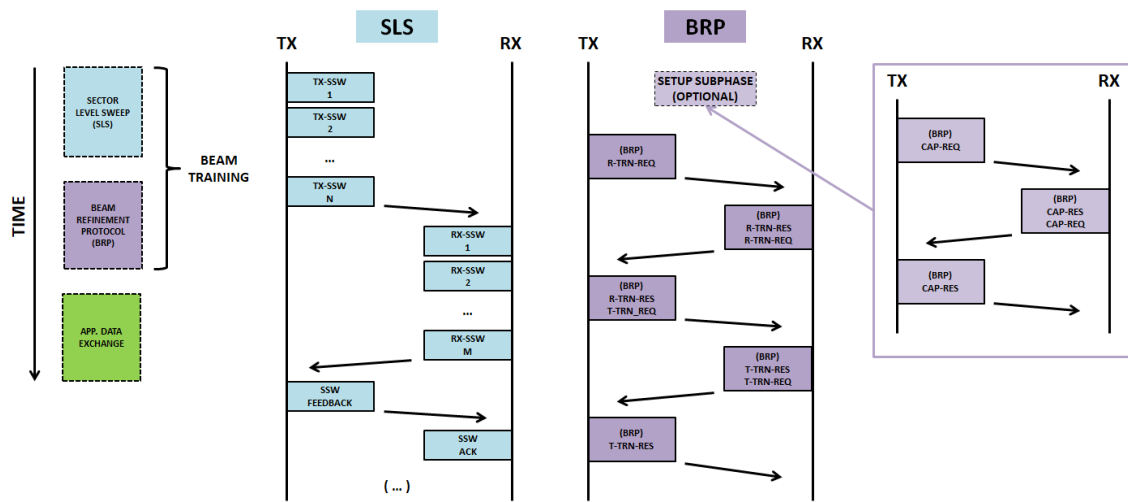 SLS
BRP
TX
RX
TX
RX
TIME
SECTOR
LEVEL SWEEP
(SLS)
BEAM
REFINEMENT
PROTOCOL
(BRP)
APP. DATA
EXCHANGE
BEAM
TRAINING
TX-SSW
1
TX-SSW
2
...
TX-SSW
N
RX-SSW
1
RX-SSW
2
...
RX-SSW
M
SSW
FEEDBACK
SSW
ACK
( ... )
SETUP SUBPHASE
(OPTIONAL)
(BRP)
R-TRN-REQ
(BRP)
R-TRN-RES
R-TRN-REQ
(BRP)
R-TRN-RES
T-TRN_REQ
(BRP)
T-TRN-RES
T-TRN-REQ
(BRP)
T-TRN-RES
TX
RX
(BRP)
CAP-REQ
(BRP)
CAP-RES
CAP-REQ
(BRP)
CAP-RES